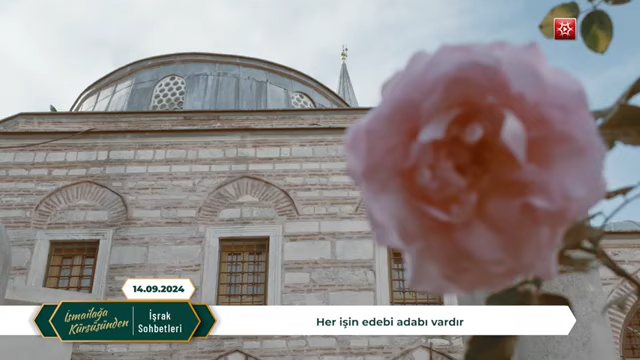 14.09.2024
İsmailağa
Kürsüsünden
İşrak
Sohbetleri
Her işin edebi adabı vardır